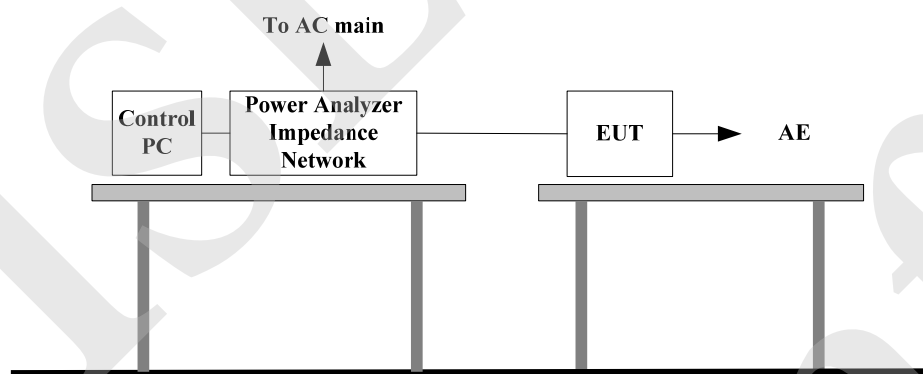 To AC main
Control
PC
Power Analyzer
Impedance
Network
EUT
AE